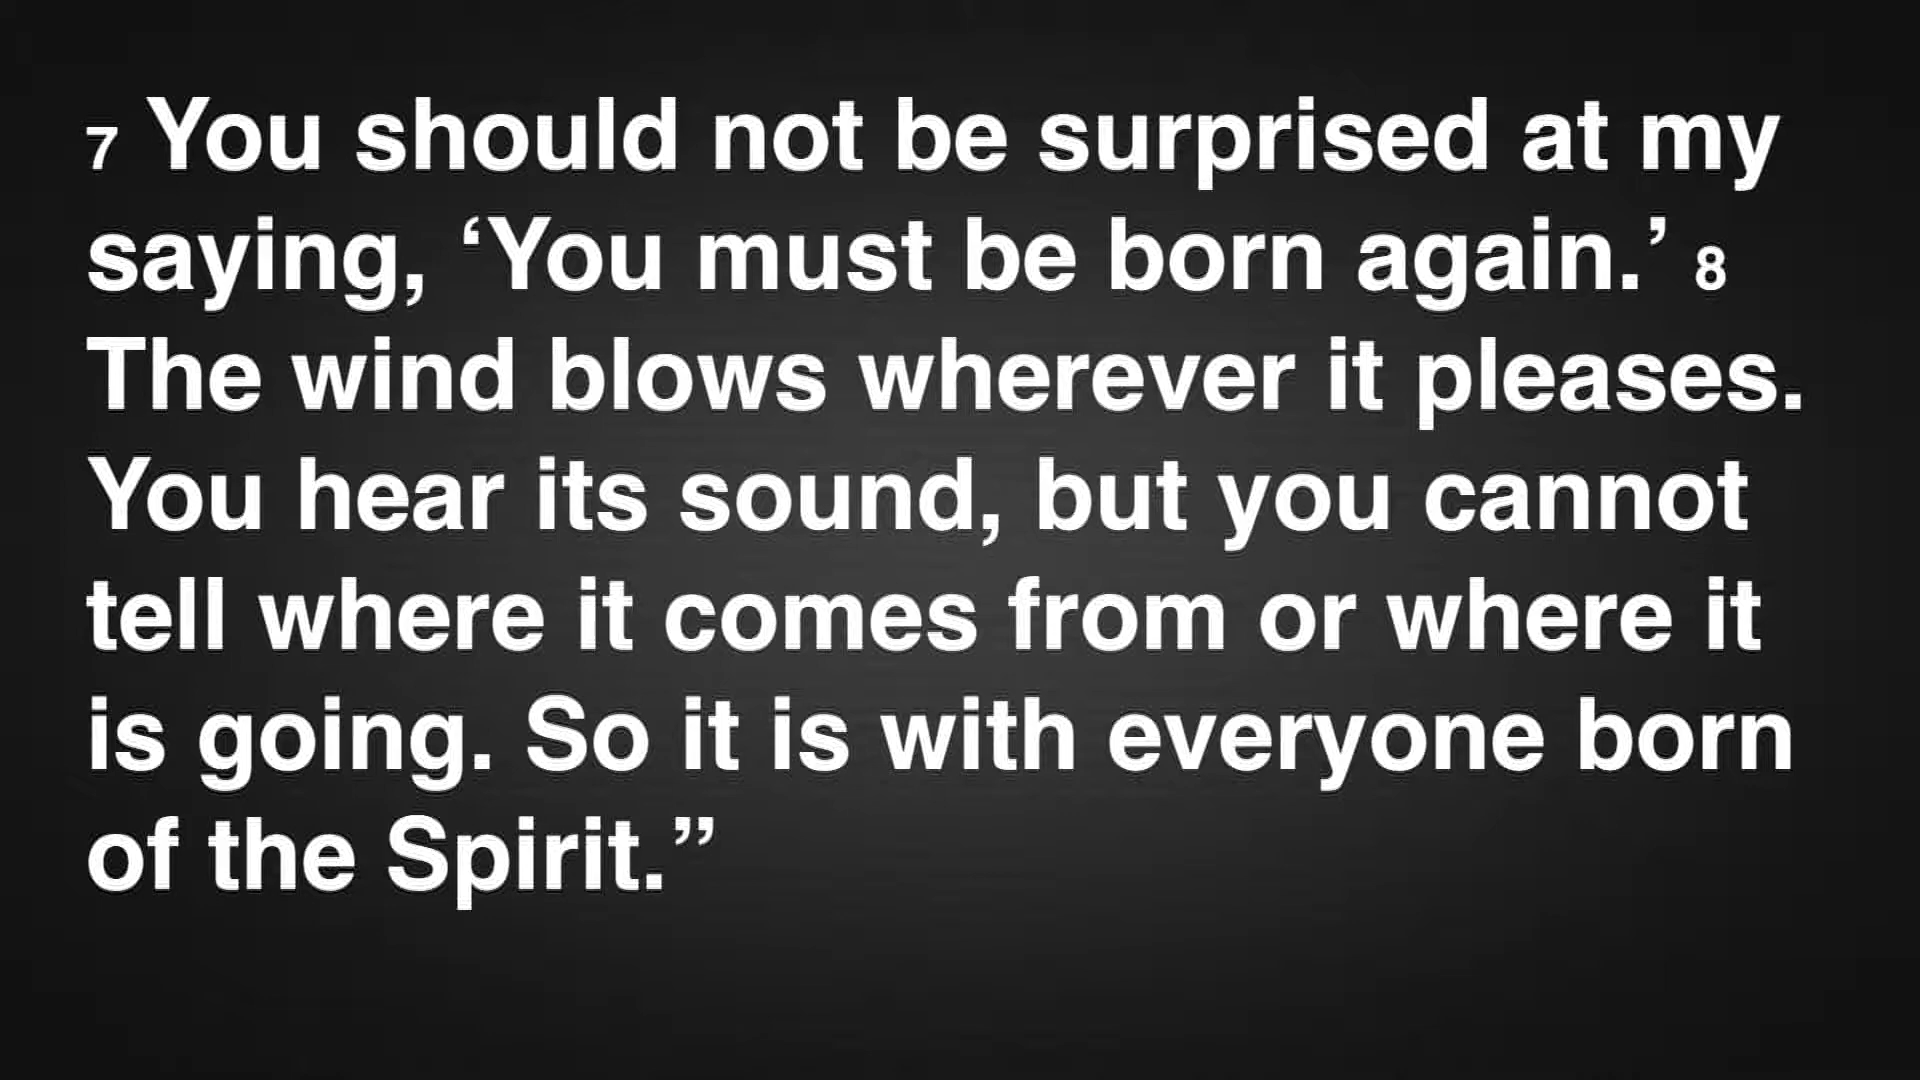 7 You should not be surprised at my
saying, ‘You must be born again.’ 8
The wind blows wherever it pleases.
You hear its sound, but you cannot
tell where it comes from or where it
is going. So it is with everyone born
of the Spirit.”